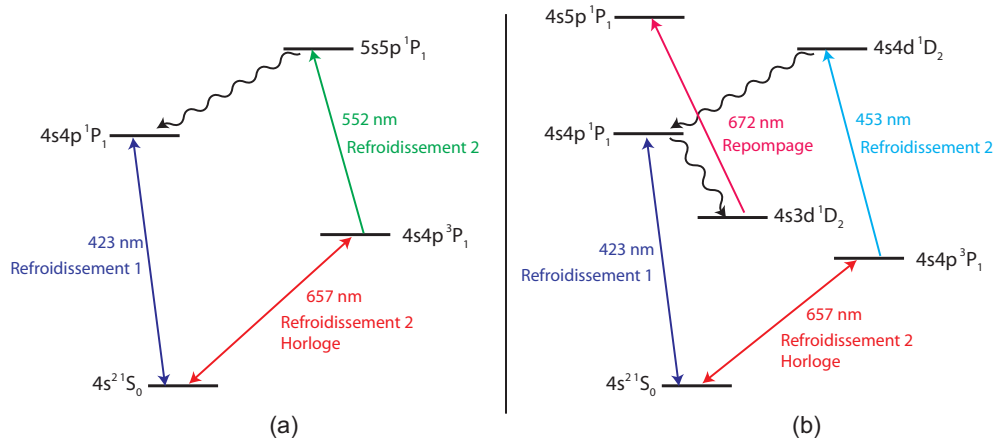 5s5p ¹P₁
4s4p ¹P₁
552 nm
Refroidissement 2
423 nm
Refroidissement 1
4s4p ³P₁
657 nm
Refroidissement 2
Horloge
4s² ¹S₀
(a)
4s5p ¹P₁
4s4d ¹D₂
4s4p ¹P₁
672 nm
Repompage
453 nm
Refroidissement 2
4s3d ¹D₂
423 nm
Refroidissement 1
4s4p ³P₁
657 nm
Refroidissement 2
Horloge
4s² ¹S₀
(b)